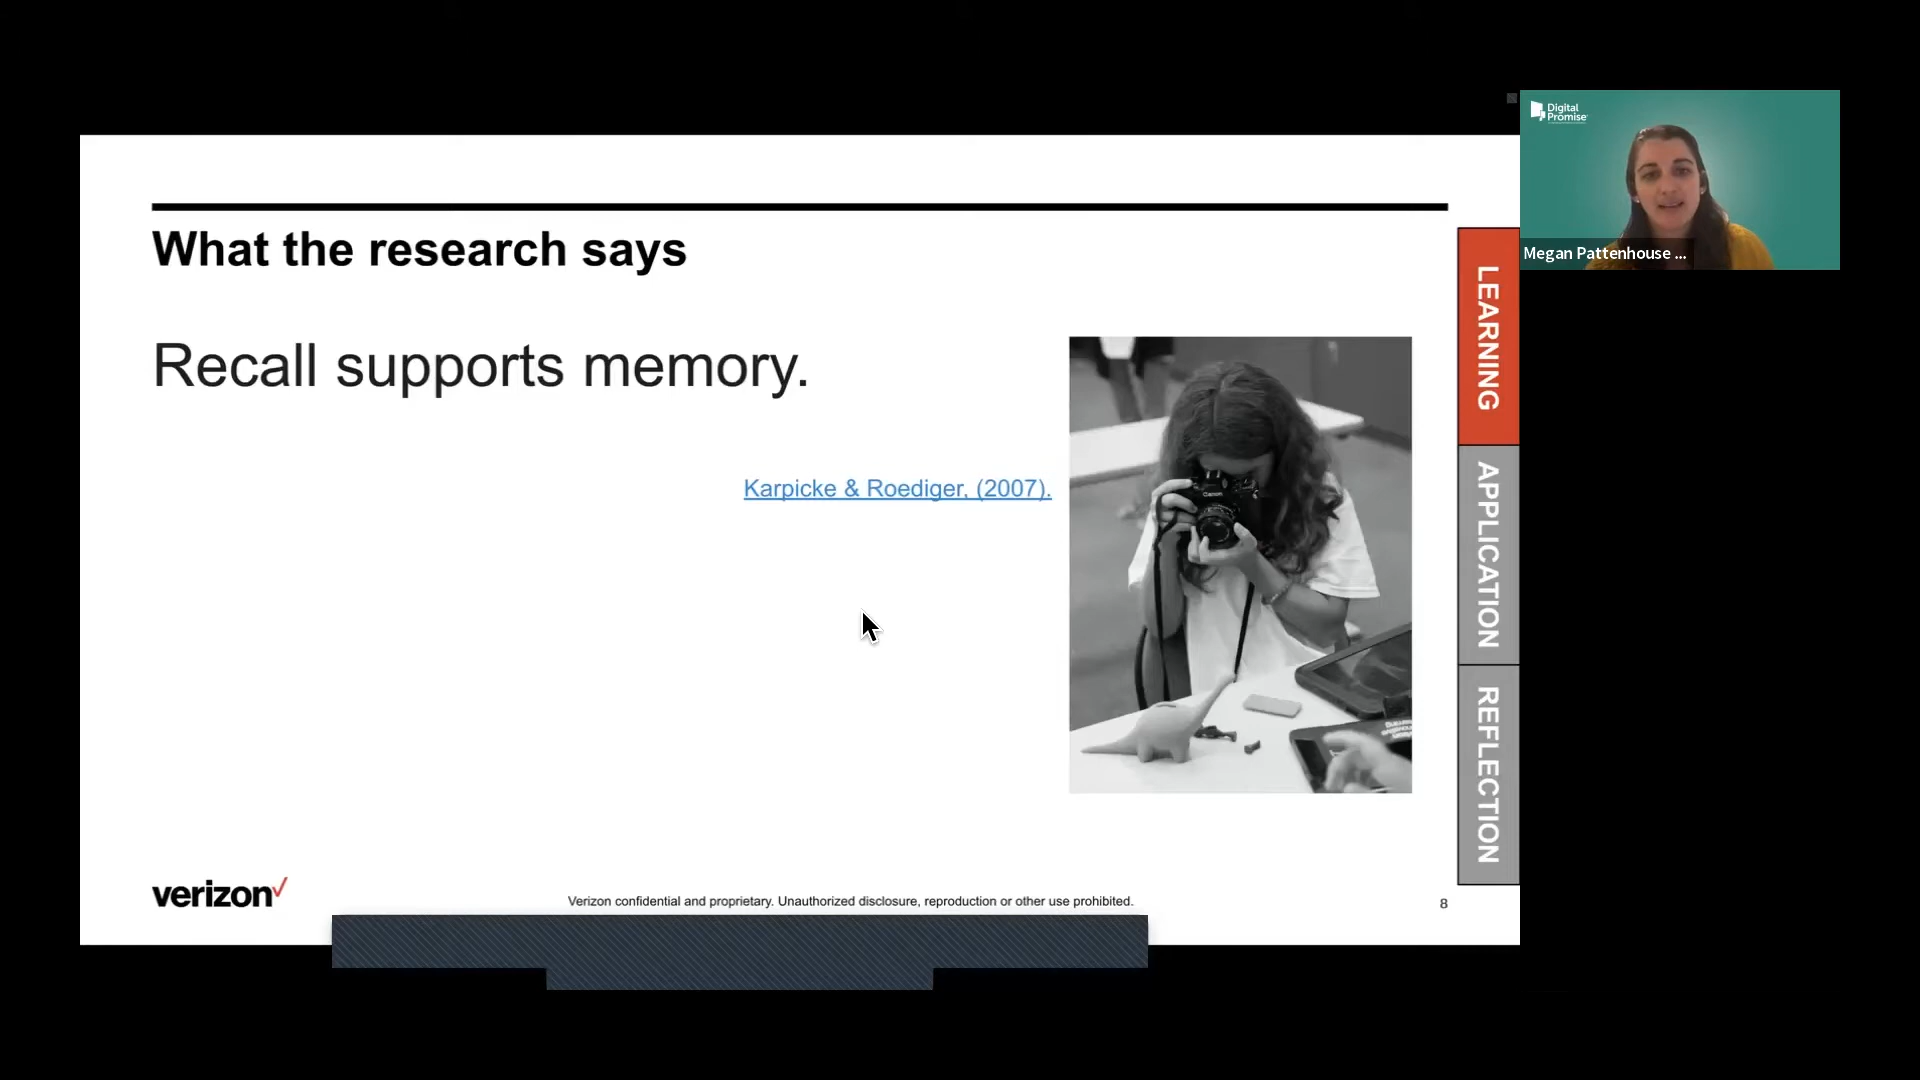 What the research says
Recall supports memory.
Karpicke & Roediger, (2007).
Canon
LEARNING
APPLICATION
REFLECTION
verizon
Verizon confidential and proprietary. Unauthorized disclosure, reproduction or other use prohibited.
8
Digital
Promise
Megan Pattenhouse ...